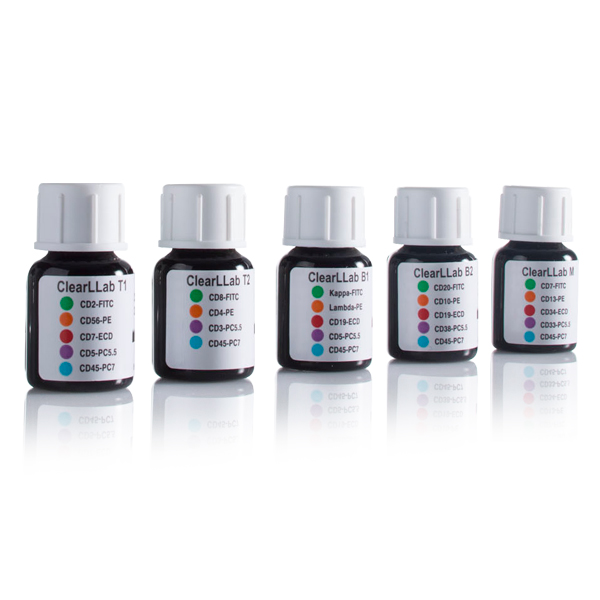 ClearLLab T1
CD2-FITC
CD56-PE
CD7-ECD
CD5-PC5.5
CD45-PC7
ClearLLab T2
CD8-FITC
CD4-PE
CD3-PC5.5
CD45-PC7
ClearLLab B1
Kappa-FITC
Lambda-PE
CD19-ECD
CD5-PC5.5
CD45-PC7
ClearLLab B2
CD20-FITC
CD10-PE
CD19-ECD
CD38-PC5.5
CD45-PC7
ClearLLab M
CD7-FITC
CD13-PE
CD34-ECD
CD33-PC5.5
CD45-PC7